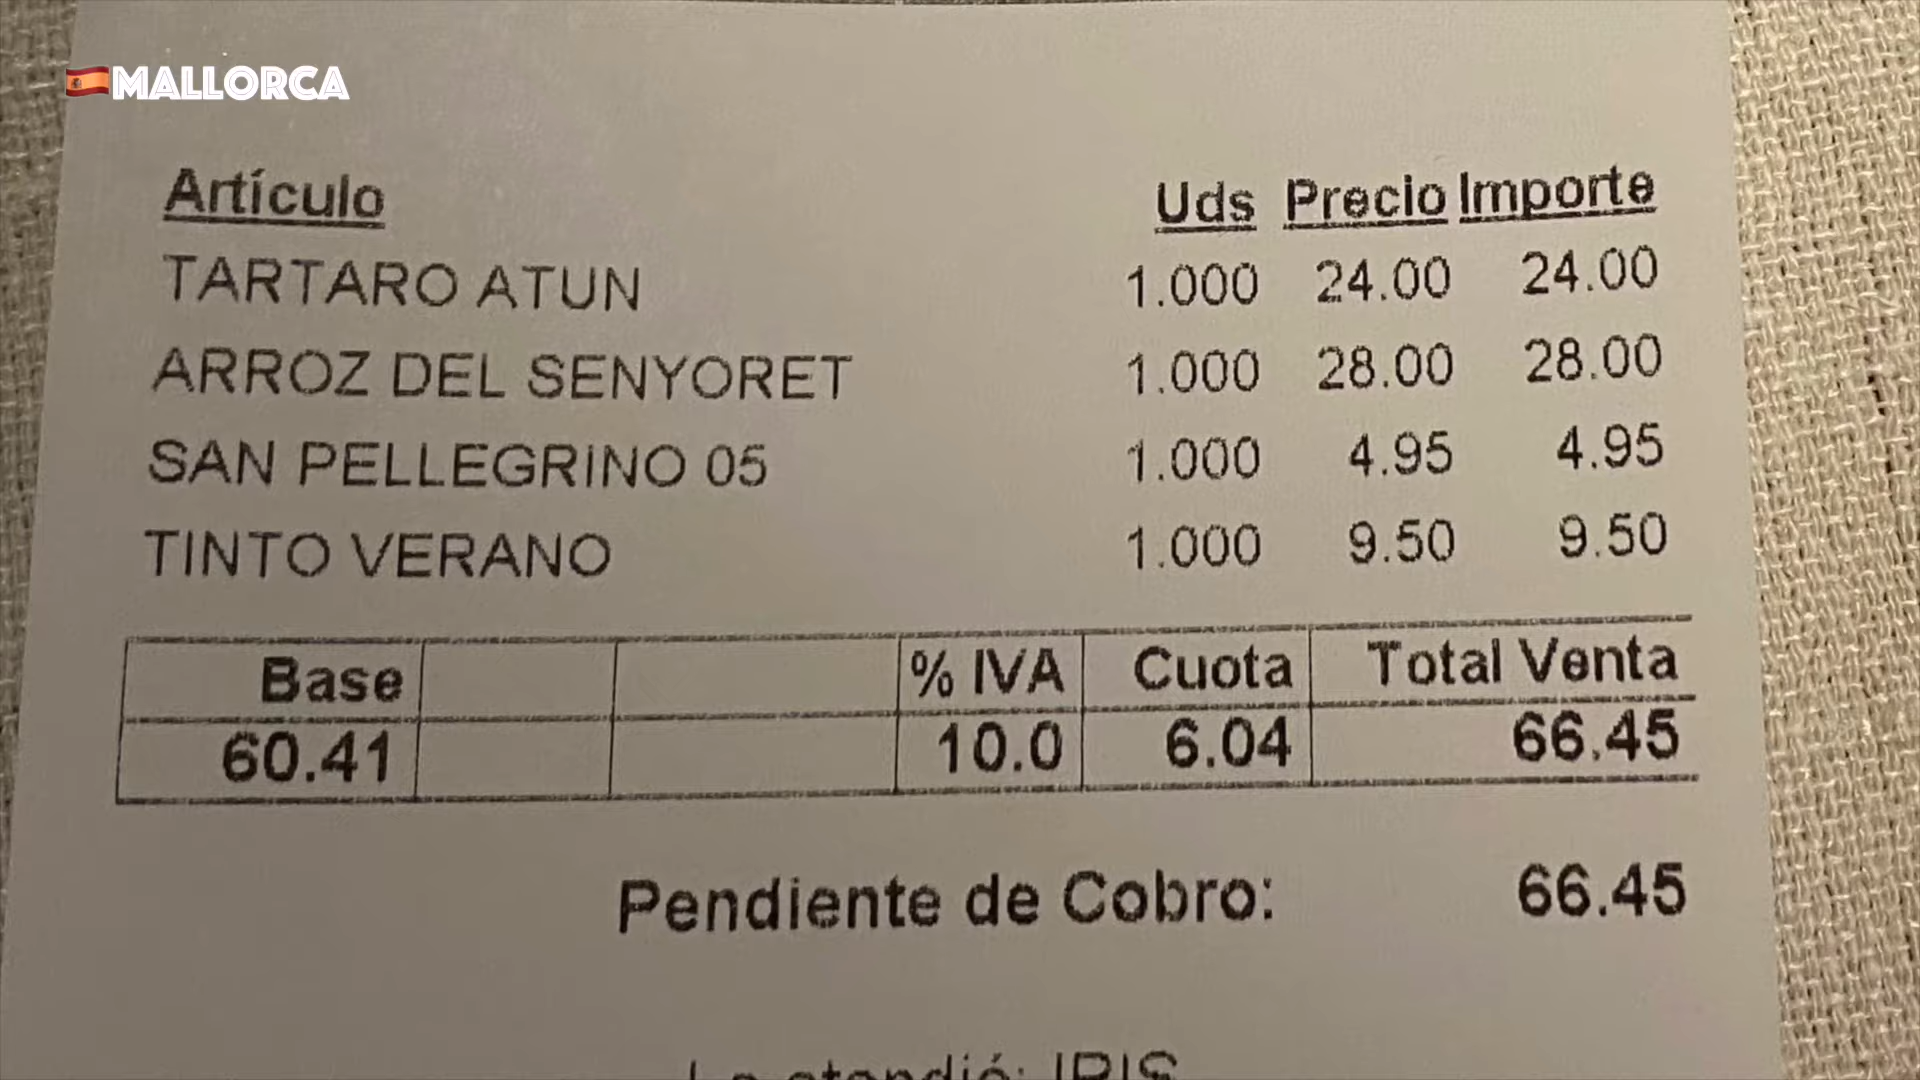 MALLORCA
Artículo Uds Precio Importe
TARTARO ATUN 1.000 24.00 24.00
ARROZ DEL SENYORET 1.000 28.00 28.00
SAN PELLEGRINO 05 1.000 4.95 4.95
TINTO VERANO 1.000 9.50 9.50
Base % IVA Cuota Total Venta
60.41 10.0 6.04 66.45
Pendiente de Cobro: 66.45
Le atendió: IRIS